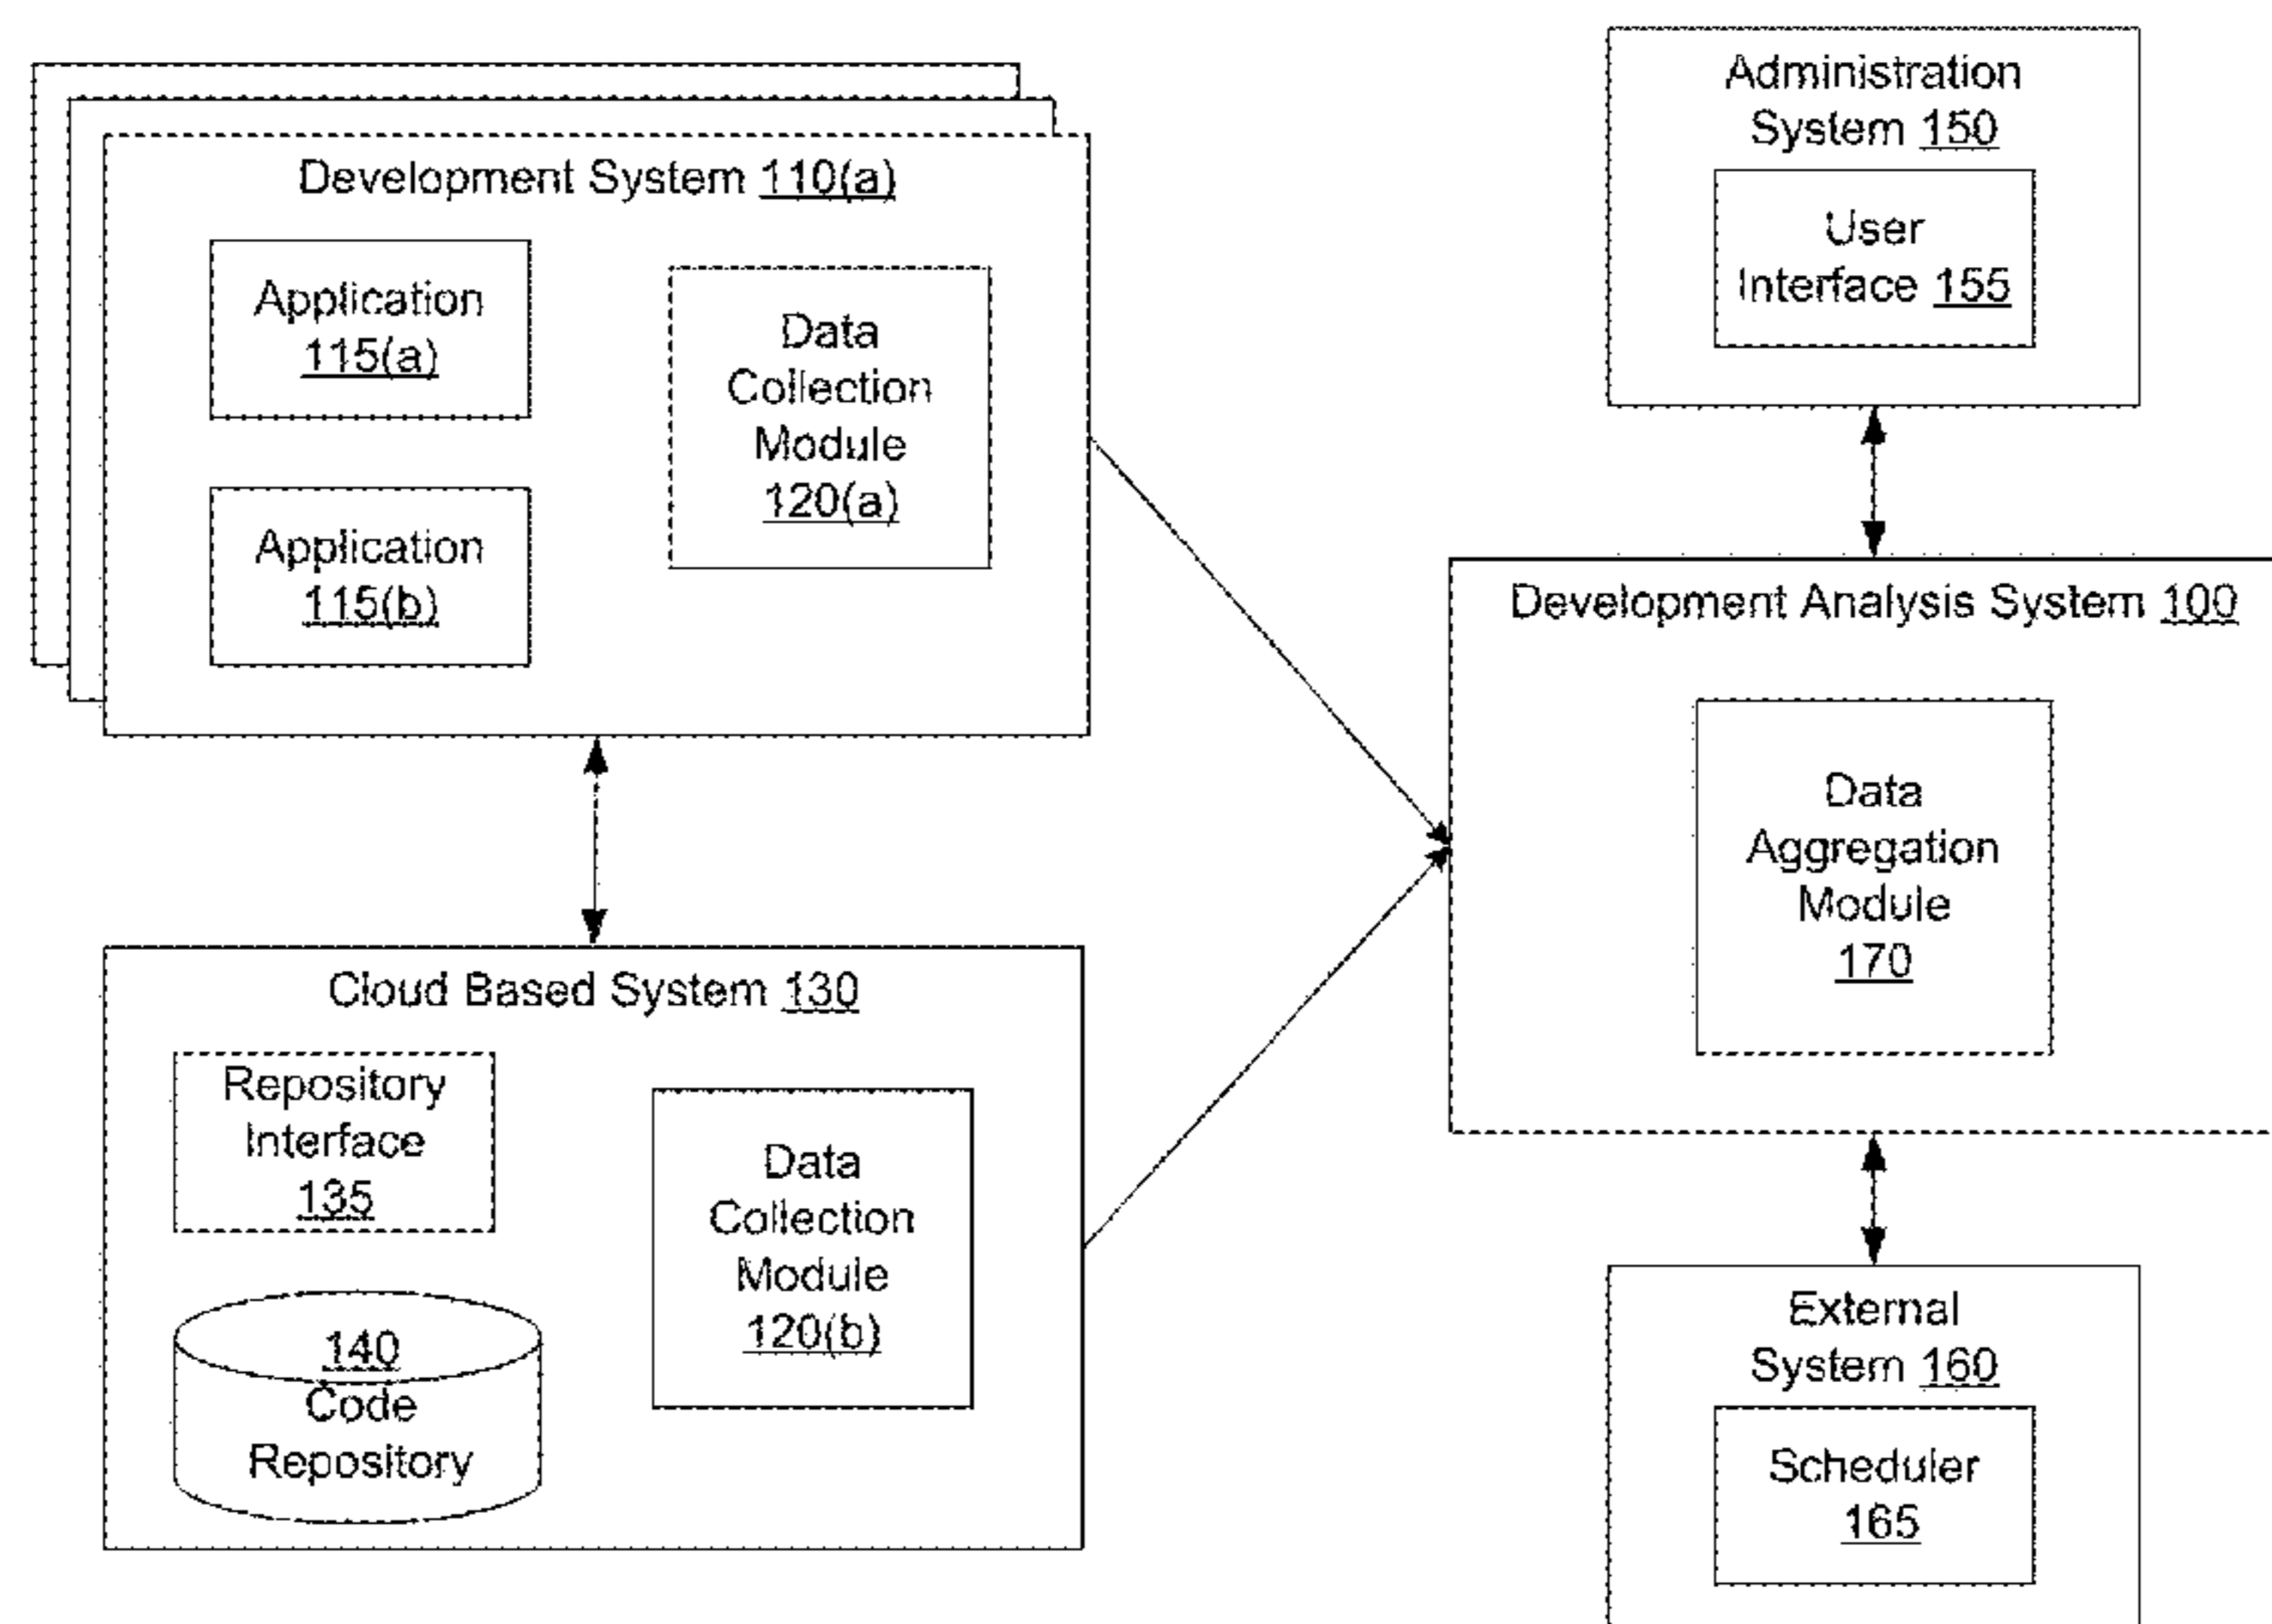 Development System 110(a)
Application
115(a)
Application
115(b)
Data
Collection
Module
120(a)
Cloud Based System 130
Repository
Interface
135
140
Code
Repository
Data
Collection
Module
120(b)
Administration
System 150
User
Interface 155
Development Analysis System 100
Data
Aggregation
Module
170
External
System 160
Scheduler
165